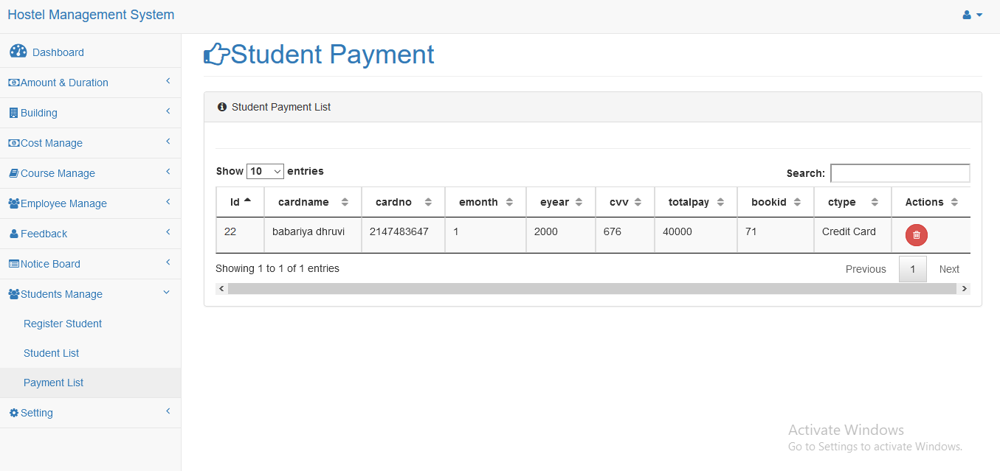 Hostel Management System
Dashboard
Amount & Duration
Building
Cost Manage
Course Manage
Employee Manage
Feedback
Notice Board
Students Manage
Register Student
Student List
Payment List
Setting
Student Payment
Student Payment List
Show 10 entries
Search:
Id cardname cardno emonth eyear cvv totalpay bookid ctype Actions
22 babariya dhruvi 2147483647 1 2000 676 40000 71 Credit Card
Showing 1 to 1 of 1 entries
Previous 1 Next
Activate Windows
Go to Settings to activate Windows.